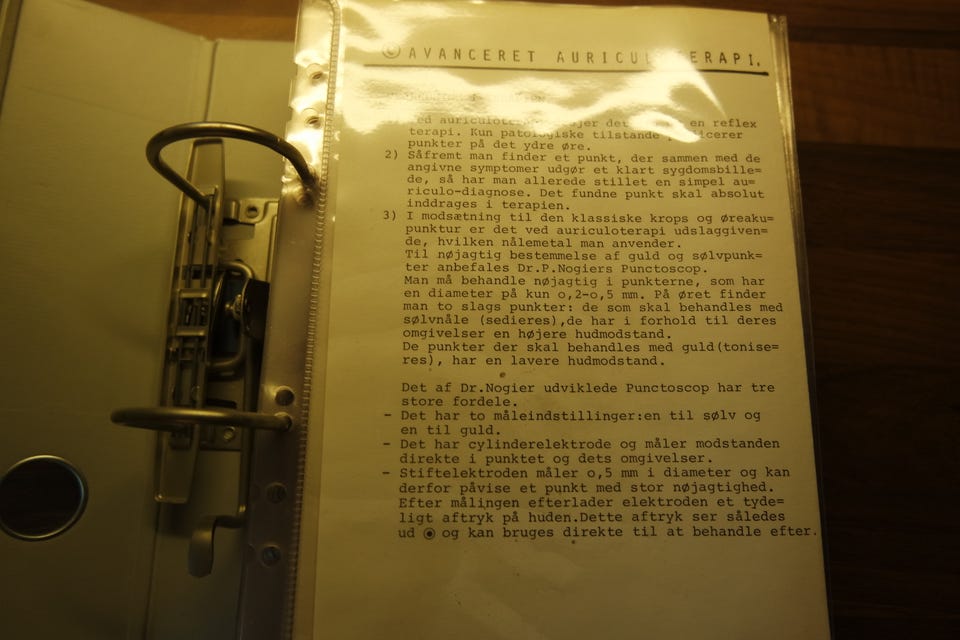 © AVANCERET AURICUL ERAPI.
Ved en reflex
terapi. Kun patologiske tilstande
punkter på det ydre øre.
2) Såfremt man finder et punkt, der sammen med de
angivne symptomer udgør et klart sygdomsbille=
de, så har man allerede stillet en simpel au=
riculo-diagnose. Det fundne punkt skal absolut
inddrages i terapien.
3) I modsætning til den klassiske krops og øreaku=
punktur er det ved auriculoterapi udslaggiven=
de, hvilken nålemetal man anvender.
Til nøjagtig bestemmelse af guld og sølvpunk=
ter anbefales Dr.P.Nogiers Punctoscop.
Man må behandle nøjagtig i punkterne, som har
en diameter på kun o,2-o,5 mm. På øret finder
man to slags punkter: de som skal behandles med
sølvnåle (sedieres),de har i forhold til deres
omgivelser en højere hudmodstand.
De punkter der skal behandles med guld(tonise=
res), har en lavere hudmodstand.
Det af Dr.Nogier udviklede Punctoscop har tre
store fordele.
- Det har to måleindstillinger:en til sølv og
en til guld.
- Det har cylinderelektrode og måler modstanden
direkte i punktet og dets omgivelser.
- Stiftelektroden måler o,5 mm i diameter og kan
derfor påvise et punkt med stor nøjagtighed.
Efter målingen efterlader elektroden et tyde=
ligt aftryk på huden.Dette aftryk ser således
ud ◉ og kan bruges direkte til at behandle efter.